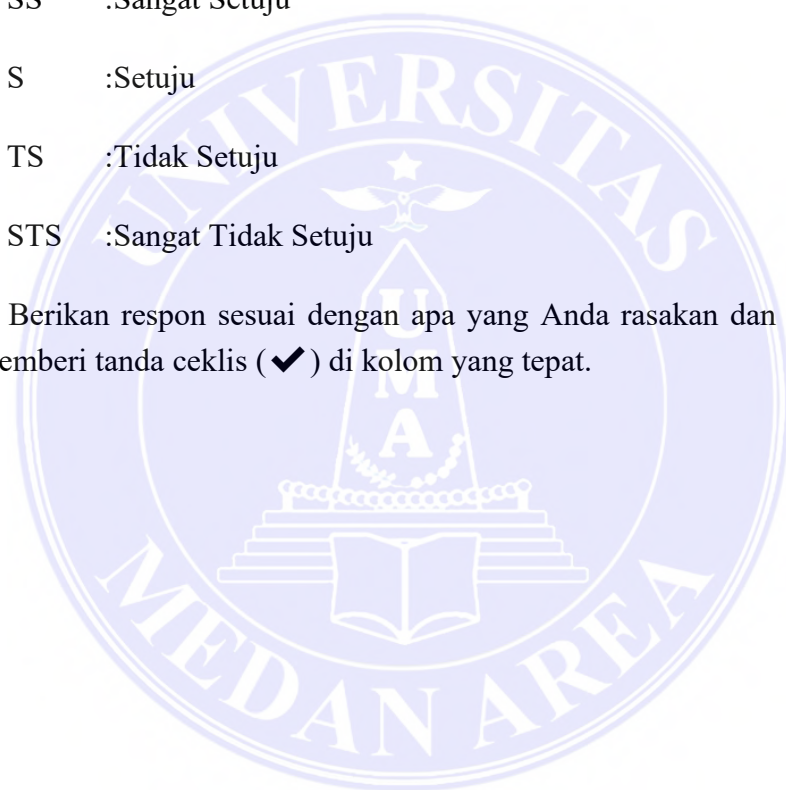 SS :Sangat Setuju
S :Setuju
TS :Tidak Setuju
STS :Sangat Tidak Setuju
Berikan respon sesuai dengan apa yang Anda rasakan dan
emberi tanda ceklis (✔) di kolom yang tepat.
UNIVERSITAS
UMA
MEDAN AREA